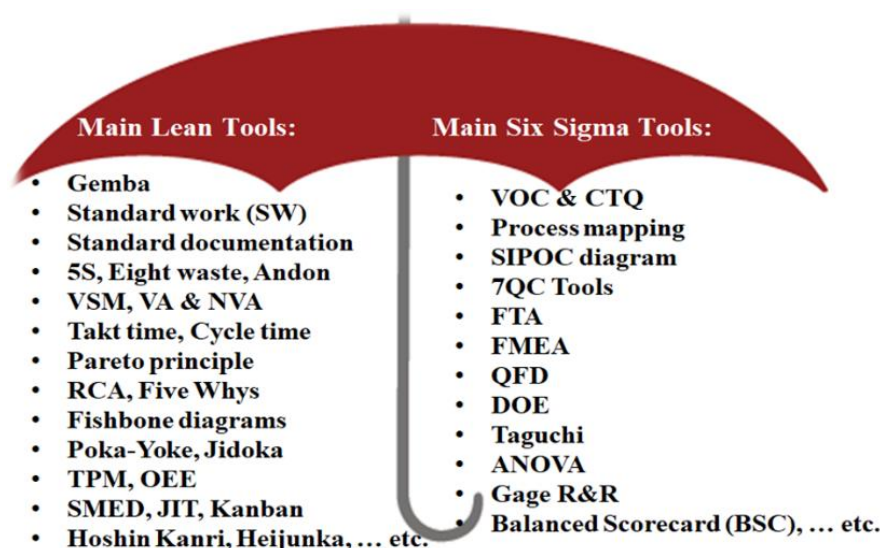 Main Lean Tools:
• Gemba
• Standard work (SW)
• Standard documentation
• 5S, Eight waste, Andon
• VSM, VA & NVA
• Takt time, Cycle time
• Pareto principle
• RCA, Five Whys
• Fishbone diagrams
• Poka-Yoke, Jidoka
• TPM, OEE
• SMED, JIT, Kanban
• Hoshin Kanri, Heijunka, … etc.
Main Six Sigma Tools:
• VOC & CTQ
• Process mapping
• SIPOC diagram
• 7QC Tools
• FTA
• FMEA
• QFD
• DOE
• Taguchi
• ANOVA
• Gage R&R
• Balanced Scorecard (BSC), … etc.